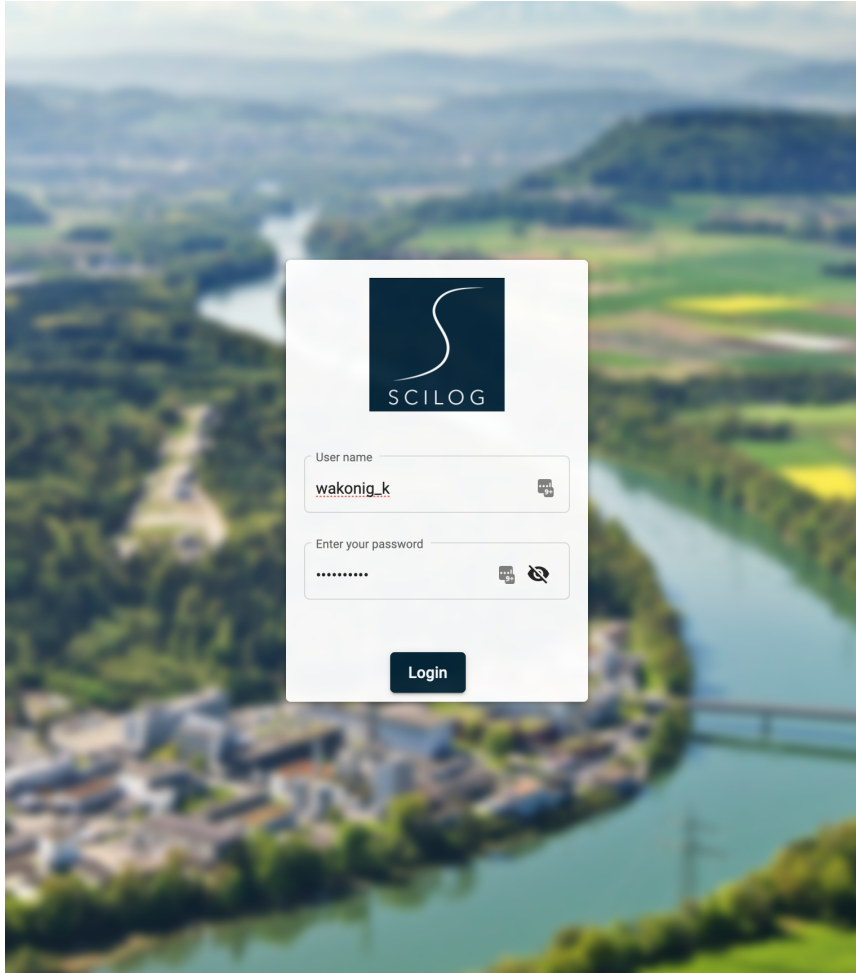 SCILOG
User name
wakonig_k
Enter your password
••••••••••
Login